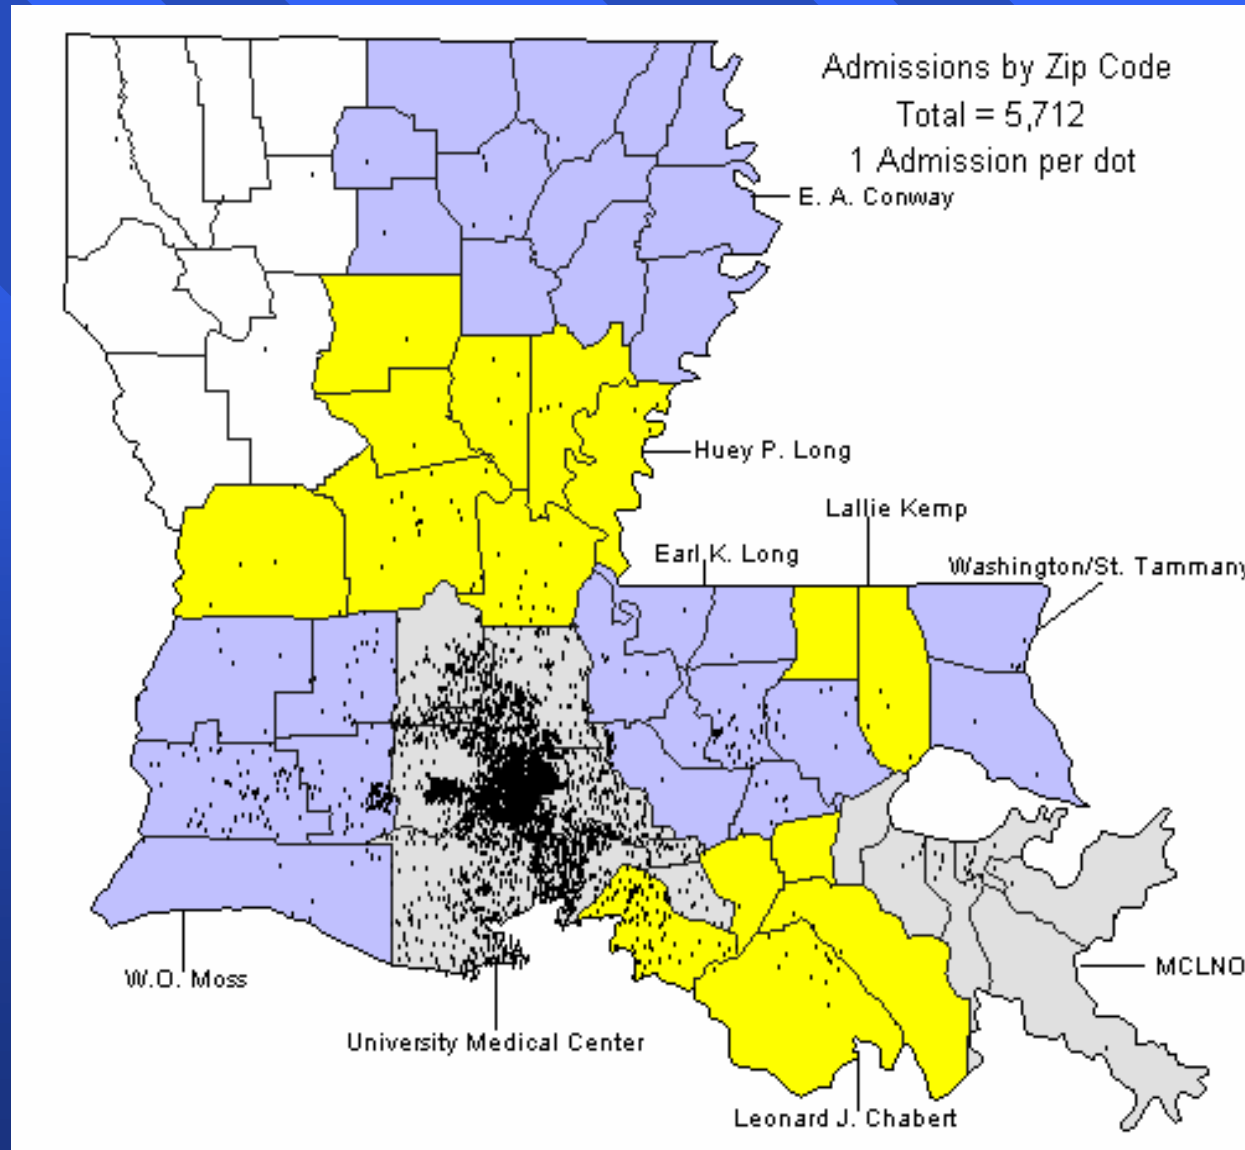 Admissions by Zip Code
Total = 5,712
1 Admission per dot
E. A. Conway
Huey P. Long
Lallie Kemp
Earl K. Long
Washington/St. Tammany
W.O. Moss
MCLNO
University Medical Center
Leonard J. Chabert